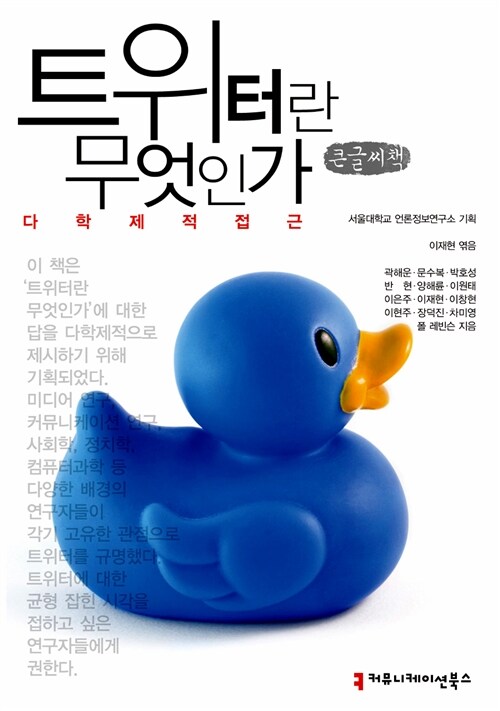 트위터란
무엇인가
큰글씨책
다학제적접근
서울대학교 언론정보연구소 기획
이재현 엮음
곽해운·문수복·박호성
반 현·양해륜·이원태
이은주·이재현·이창현
이현주·장덕진·차미영
폴 레빈슨 지음
이 책은
'트위터란
무엇인가'에 대한
답을 다학제적으로
제시하기 위해
기획되었다.
미디어 연구,
커뮤니케이션 연구,
사회학, 정치학,
컴퓨터과학 등
다양한 배경의
연구자들이
각기 고유한 관점으로
트위터를 규명했다.
트위터에 대한
균형 잡힌 시각을
접하고 싶은
연구자들에게
권한다.
커뮤니케이션북스